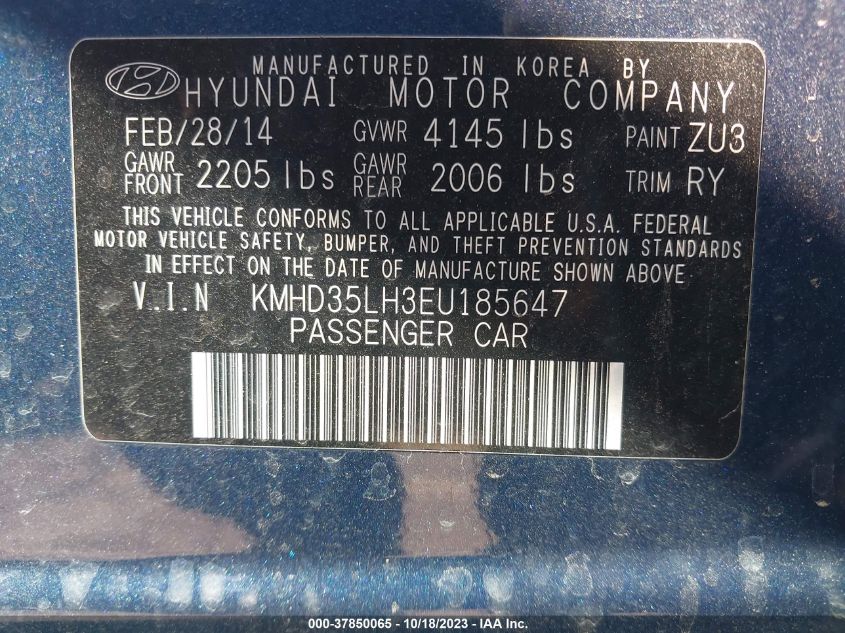 MANUFACTURED IN KOREA BY
HYUNDAI MOTOR COMPANY
FEB/28/14 GVWR 4145 lbs PAINT ZU3
GAWR FRONT 2205 lbs GAWR REAR 2006 lbs TRIM RY
THIS VEHICLE CONFORMS TO ALL APPLICABLE U.S.A. FEDERAL
MOTOR VEHICLE SAFETY, BUMPER, AND THEFT PREVENTION STANDARDS
IN EFFECT ON THE DATE OF MANUFACTURE SHOWN ABOVE
V.I.N KMHD35LH3EU185647
PASSENGER CAR
000-37850065 - 10/18/2023 - IAA Inc.